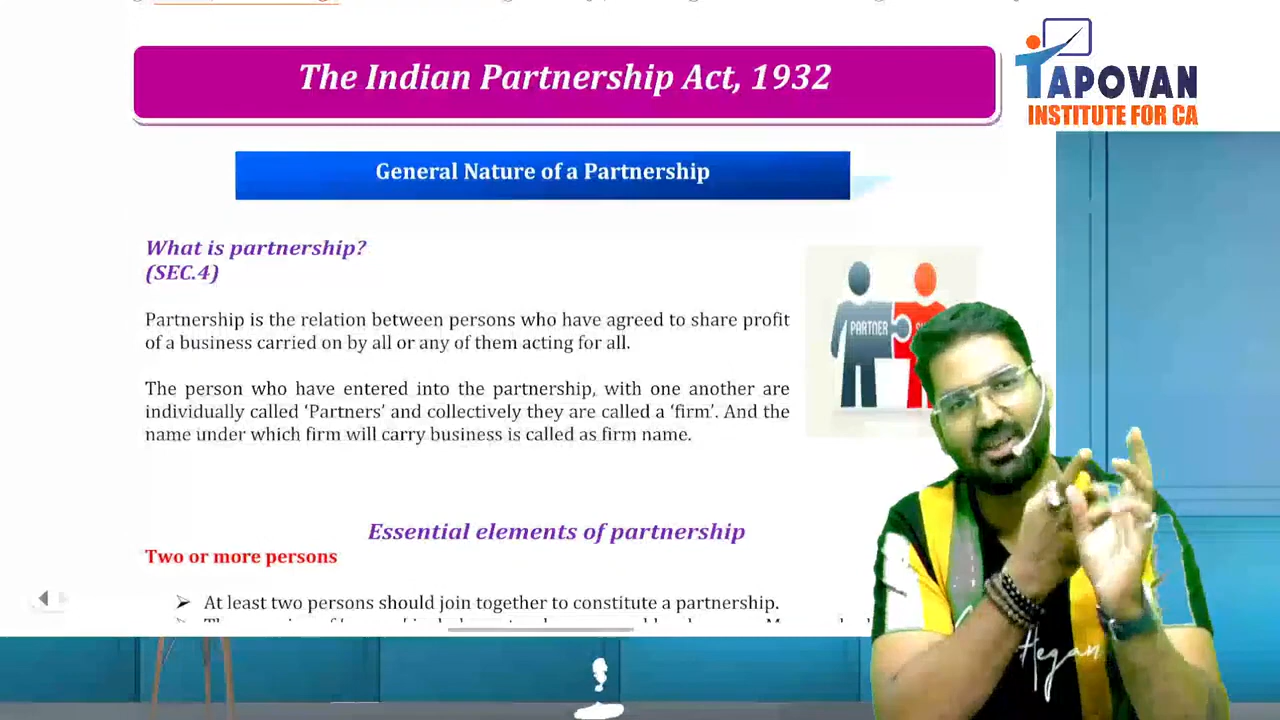 The Indian Partnership Act, 1932
TAPOVAN
INSTITUTE FOR CA
General Nature of a Partnership
What is partnership?
(SEC.4)
Partnership is the relation between persons who have agreed to share profit
of a business carried on by all or any of them acting for all.
PARTNER
The person who have entered into the partnership, with one another are
individually called ‘Partners’ and collectively they are called a ‘firm’. And the
name under which firm will carry business is called as firm name.
Essential elements of partnership
Two or more persons
➢ At least two persons should join together to constitute a partnership.
Hegan